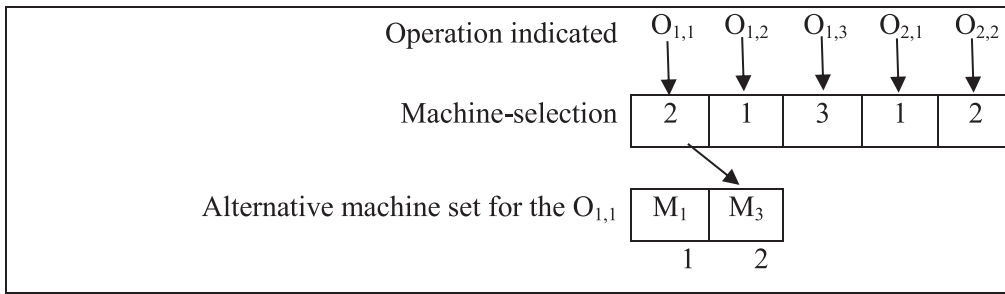 Operation indicated O1,1 O1,2 O1,3 O2,1 O2,2
Machine-selection 2 1 3 1 2
Alternative machine set for the O1,1 M1 M3
1 2